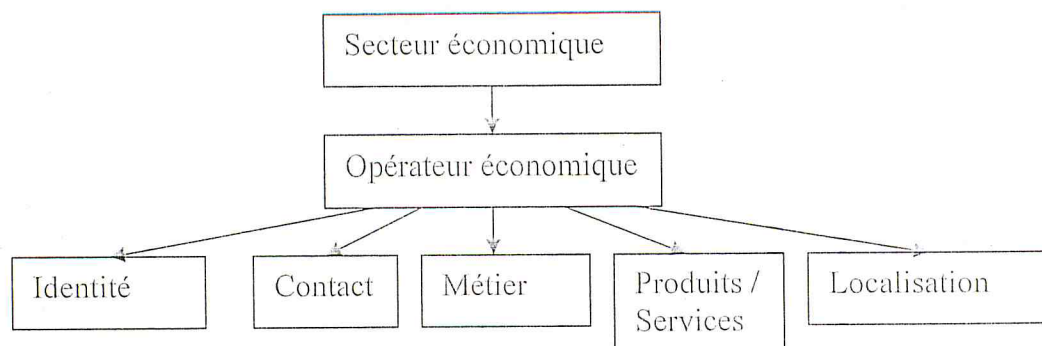 Secteur économique
Opérateur économique
Identité
Contact
Métier
Produits /
Services
Localisation